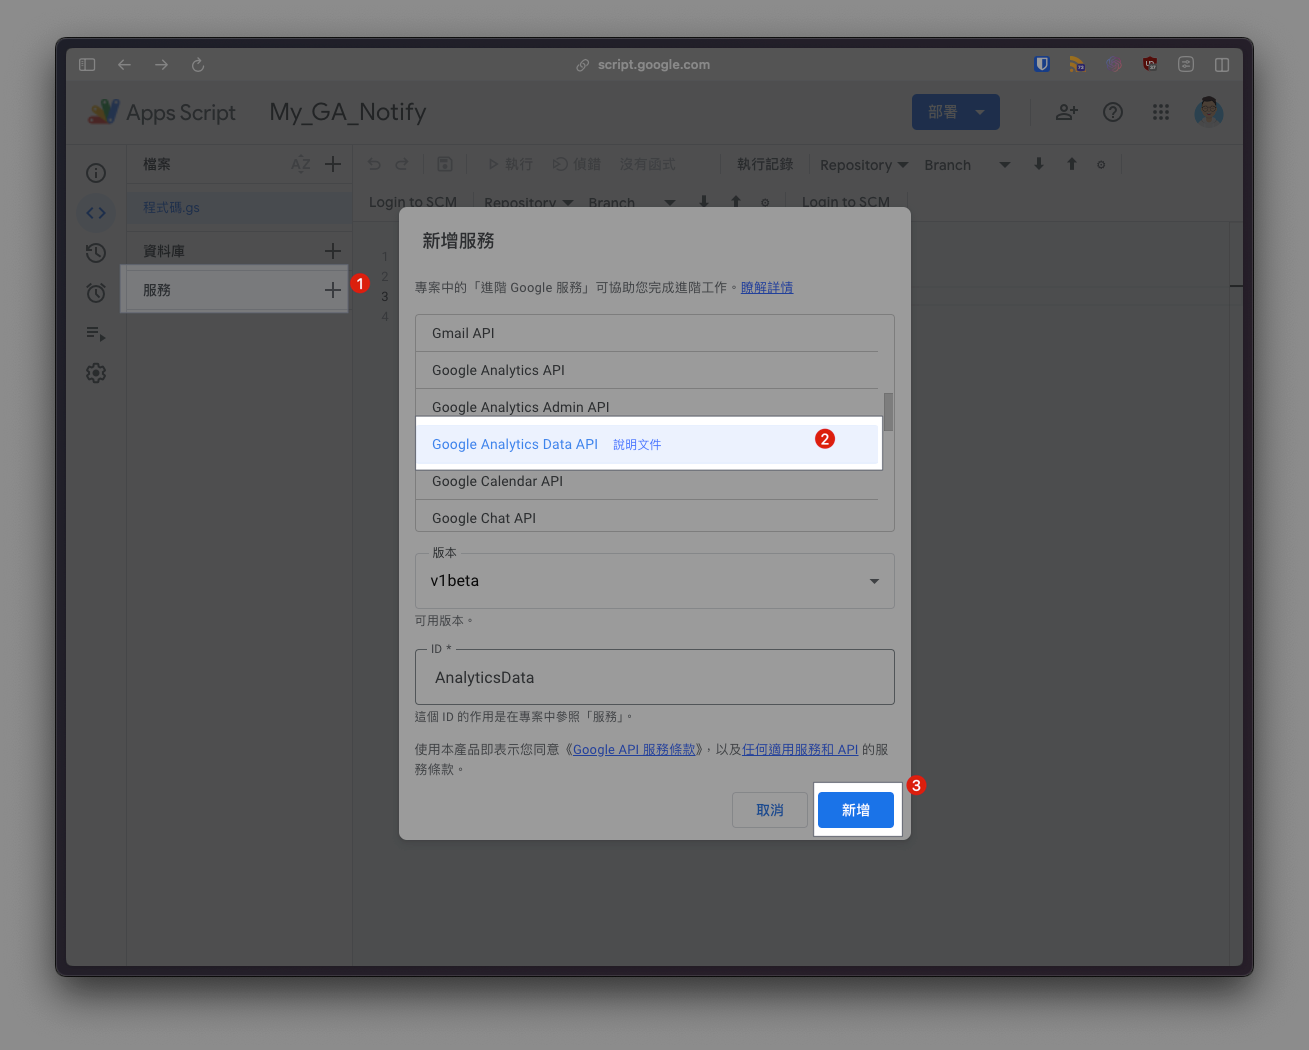 script.google.com
Apps Script
My_GA_Notify
部署
檔案
AZ
執行
偵錯
沒有函式
執行記錄
Repository
Branch
程式碼.gs
Login to SCM
Repository
Branch
Login to SCM
資料庫
服務
1
1
2
3
4
新增服務
專案中的「進階 Google 服務」可協助您完成進階工作。瞭解詳情
Gmail API
Google Analytics API
Google Analytics Admin API
Google Analytics Data API 說明文件
2
Google Calendar API
Google Chat API
版本
v1beta
可用版本。
ID *
AnalyticsData
這個 ID 的作用是在專案中參照「服務」。
使用本產品即表示您同意《Google API 服務條款》，以及任何適用服務和 API 的服
務條款。
取消
新增
3